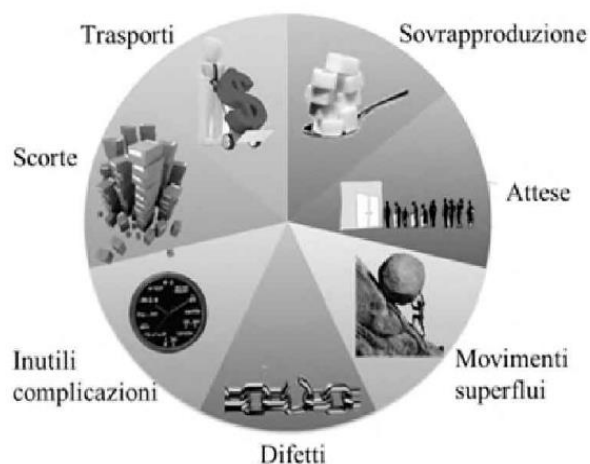 Trasporti
Sovrapproduzione
Scorte
Attese
Inutili
complicazioni
Movimenti
superflui
Difetti